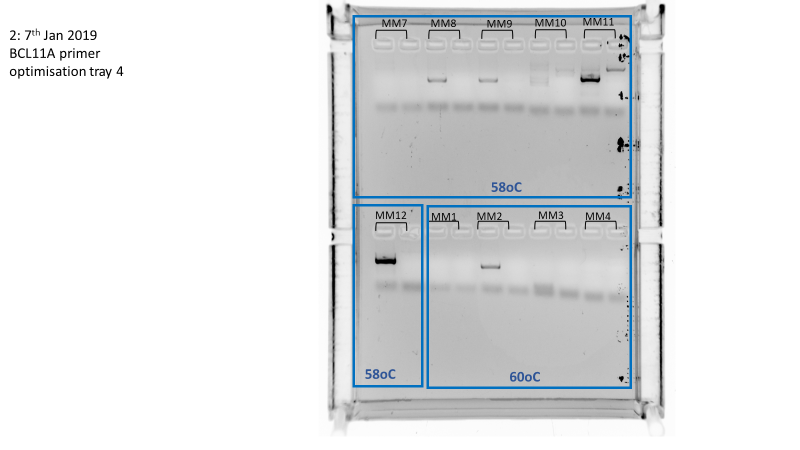 2: 7th Jan 2019
BCL11A primer
optimisation tray 4
MM7 MM8 MM9 MM10 MM11
58oC
MM12 MM1 MM2 MM3 MM4
58oC 60oC